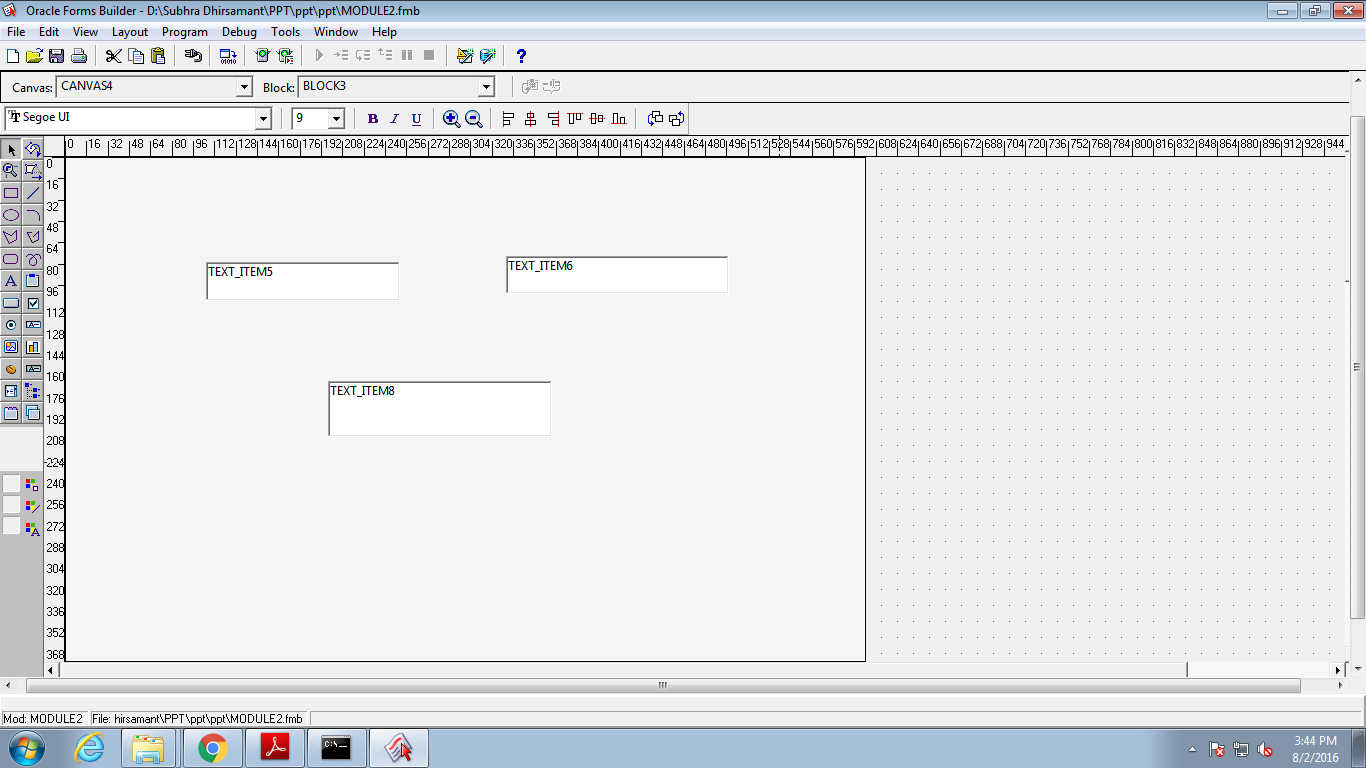 Oracle Forms Builder - D:\Subhra Dhirsamant\PPT\ppt\ppt\MODULE2.fmb
File Edit View Layout Program Debug Tools Window Help
Canvas: CANVAS4 Block: BLOCK3
Segoe UI 9 B I U
0 16 32 48 64 80 96 112 128 144 160 176 192 208 224 240 256 272 288 304 320 336 352 368 384 400 416 432 448 464 480 496 512 528 544 560 576 592 608 624 640 656 672 688 704 720 736 752 768 784 800 816 832 848 864 880 896 912 928 944
0
16
32
48
64
TEXT_ITEM5 TEXT_ITEM6
80
96
112
128
144
160
TEXT_ITEM8
176
192
208
224
240
256
272
288
304
320
336
352
368
Mod: MODULE2 File: hirsamant\PPT\ppt\ppt\MODULE2.fmb
3:44 PM
8/2/2016